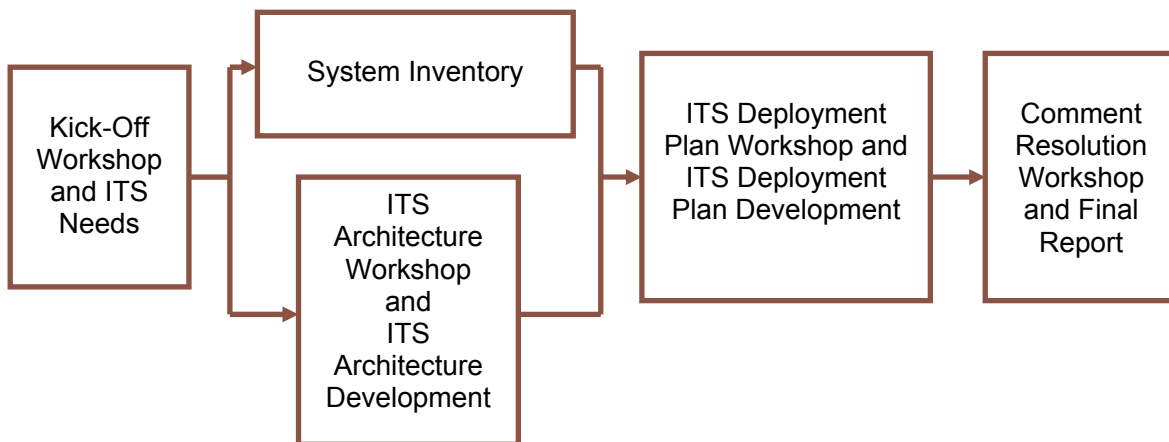 Kick-Off
Workshop
and ITS
Needs
System Inventory
ITS
Architecture
Workshop
and
ITS
Architecture
Development
ITS Deployment
Plan Workshop and
ITS Deployment
Plan Development
Comment
Resolution
Workshop
and Final
Report